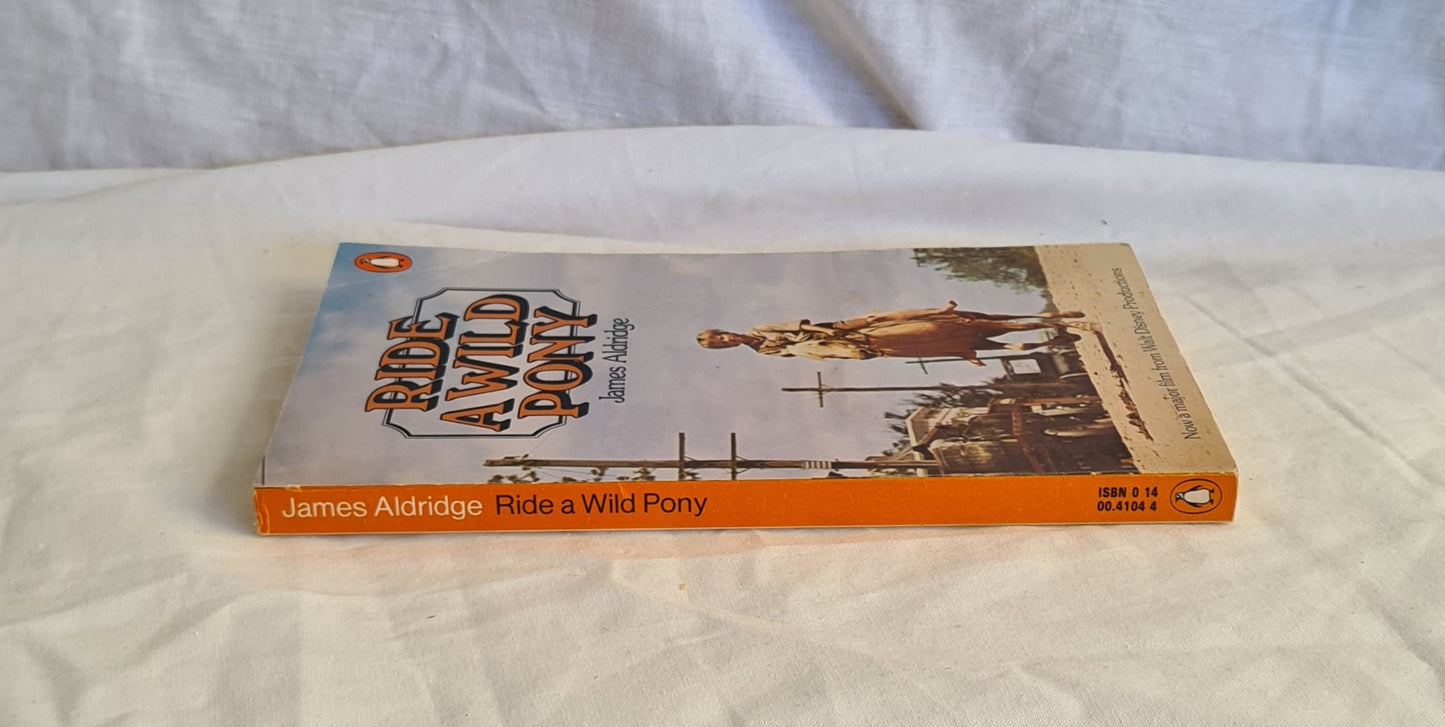 RIDE
A WILD
PONY
James Aldridge
Now a major film from Walt Disney Productions
James Aldridge Ride a Wild Pony
ISBN 0 14
00.4104 4